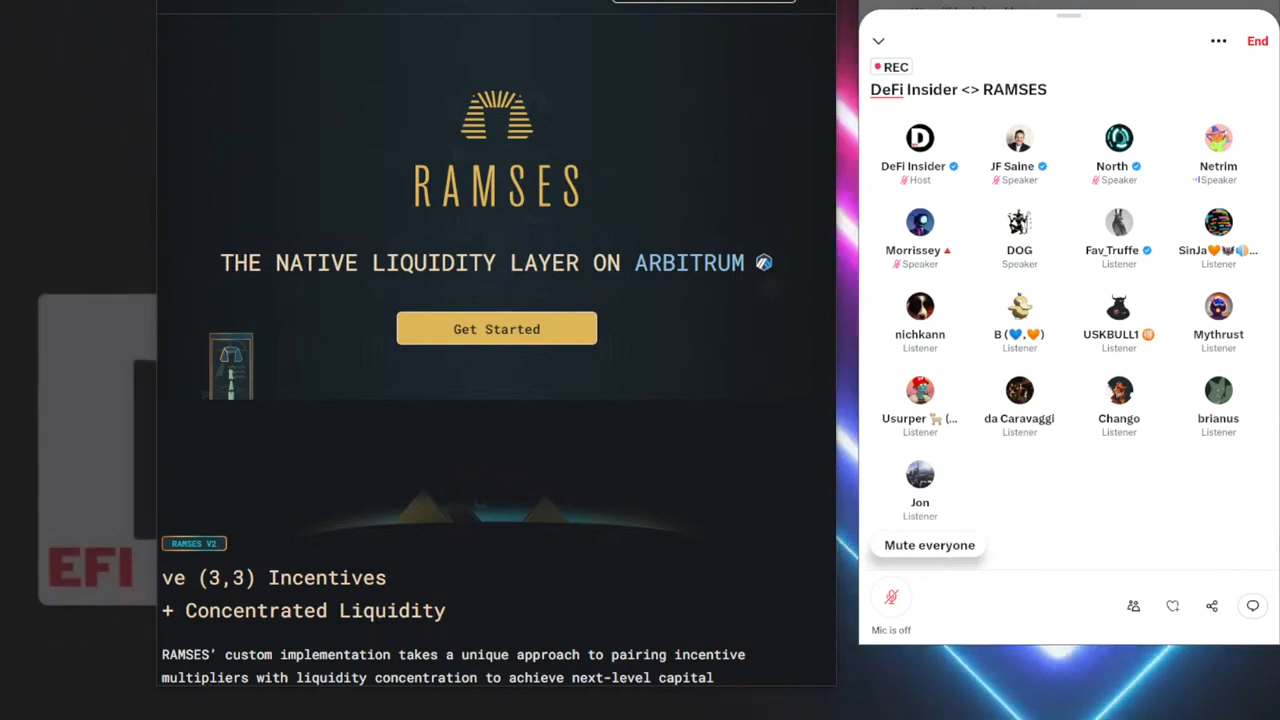 RAMSES
THE NATIVE LIQUIDITY LAYER ON ARBITRUM
Get Started
RAM
EFI
RAMSES V2
ve (3,3) Incentives
+ Concentrated Liquidity
RAMSES’ custom implementation takes a unique approach to pairing incentive
multipliers with liquidity concentration to achieve next-level capital
End
REC
DeFi Insider <> RAMSES
D
DeFi Insider JF Saine North Netrim
Host Speaker Speaker Speaker
Morrissey DOG Fav_Truffe SinJa🧡🦇🔊...
Speaker Speaker Listener Listener
nichkann B (💙,🧡) USKBULL1 Mythrust
Listener Listener Listener Listener
Usurper 🐂 (... da Caravaggi Chango brianus
Listener Listener Listener Listener
Jon
Listener
Mute everyone
Mic is off